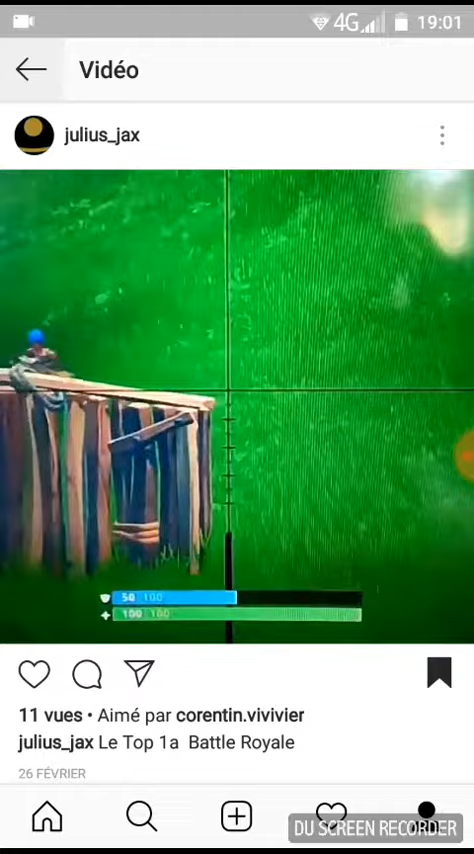 4G 19:01
Vidéo
julius_jax
50 100
100 100
11 vues • Aimé par corentin.vivivier
julius_jax Le Top 1a Battle Royale
26 FÉVRIER
DU SCREEN RECORDER